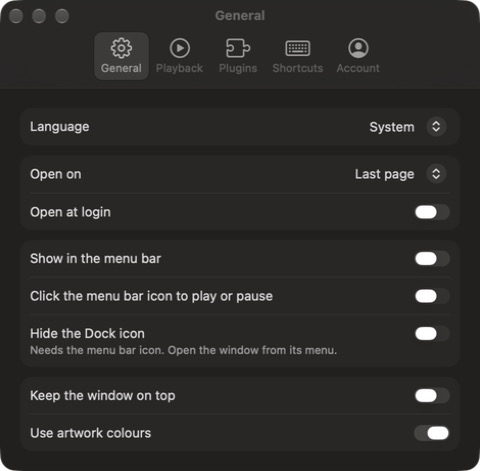 General
General
Playback
Plugins
Shortcuts
Account
Language
System
Open on
Last page
Open at login
Show in the menu bar
Click the menu bar icon to play or pause
Hide the Dock icon
Needs the menu bar icon. Open the window from its menu.
Keep the window on top
Use artwork colours